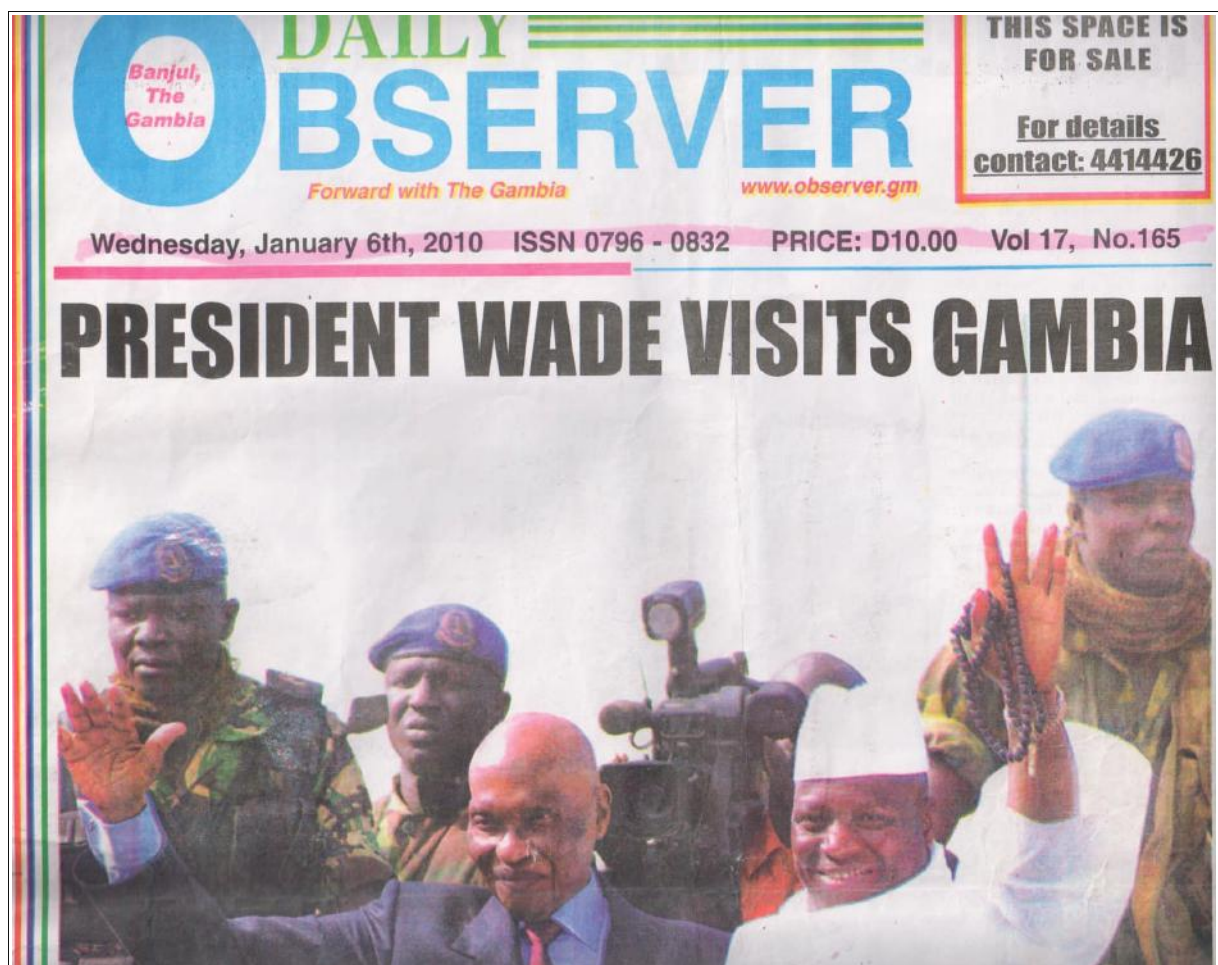 DAILY
OBSERVER
Banjul,
The
Gambia
Forward with The Gambia
www.observer.gm
THIS SPACE IS
FOR SALE
For details
contact: 4414426
Wednesday, January 6th, 2010 ISSN 0796 - 0832 PRICE: D10.00 Vol 17, No.165
PRESIDENT WADE VISITS GAMBIA